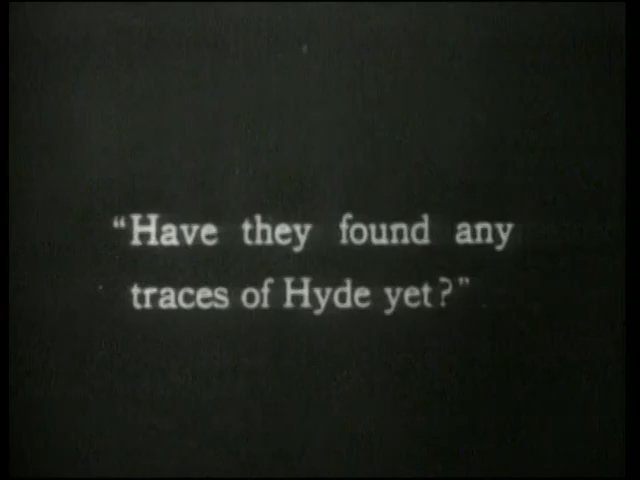 “Have they found any
traces of Hyde yet?”